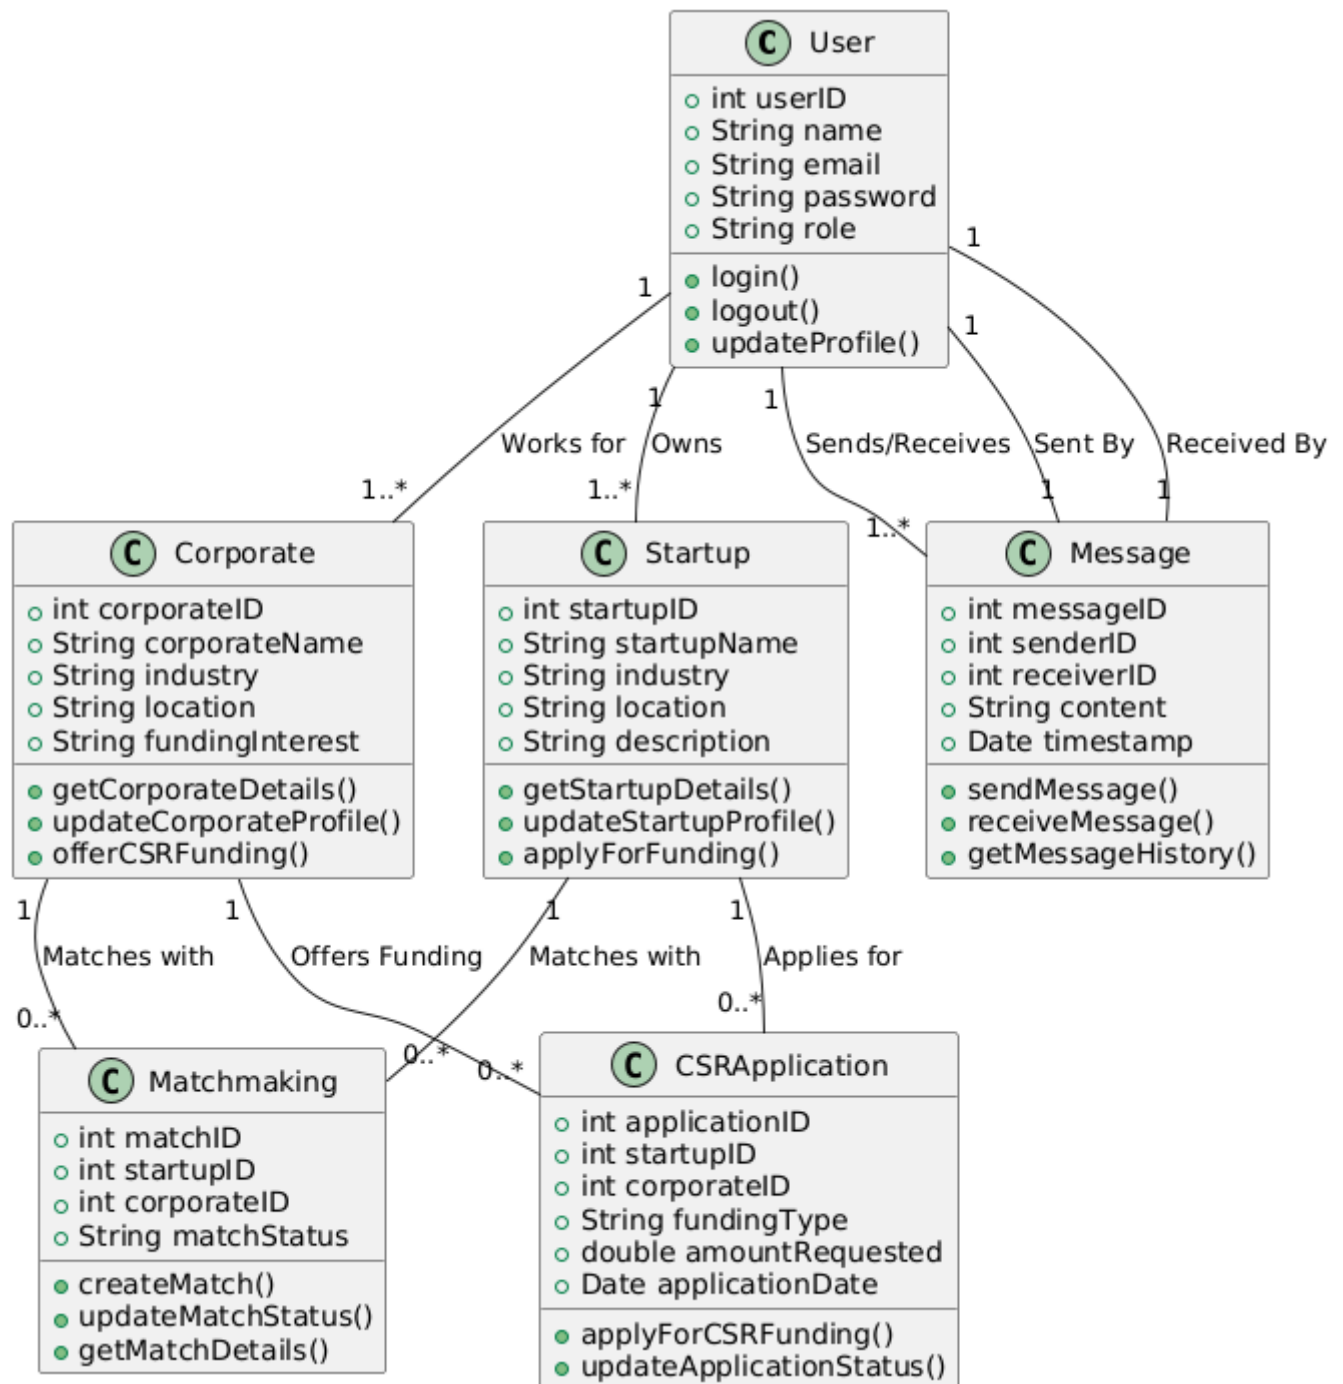 C User
int userID
String name
String email
String password
String role
login()
logout()
updateProfile()
1
1
1
1
1
Works for
Owns
Sends/Receives
Sent By
Received By
1..*
1..*
1..*
1
1
C Corporate
int corporateID
String corporateName
String industry
String location
String fundingInterest
getCorporateDetails()
updateCorporateProfile()
offerCSRFunding()
C Startup
int startupID
String startupName
String industry
String location
String description
getStartupDetails()
updateStartupProfile()
applyForFunding()
C Message
int messageID
int senderID
int receiverID
String content
Date timestamp
sendMessage()
receiveMessage()
getMessageHistory()
1
1
1
1
Matches with
Offers Funding
Matches with
Applies for
0..*
0..*
0..*
0..*
C Matchmaking
int matchID
int startupID
int corporateID
String matchStatus
createMatch()
updateMatchStatus()
getMatchDetails()
C CSRApplication
int applicationID
int startupID
int corporateID
String fundingType
double amountRequested
Date applicationDate
applyForCSRFunding()
updateApplicationStatus()